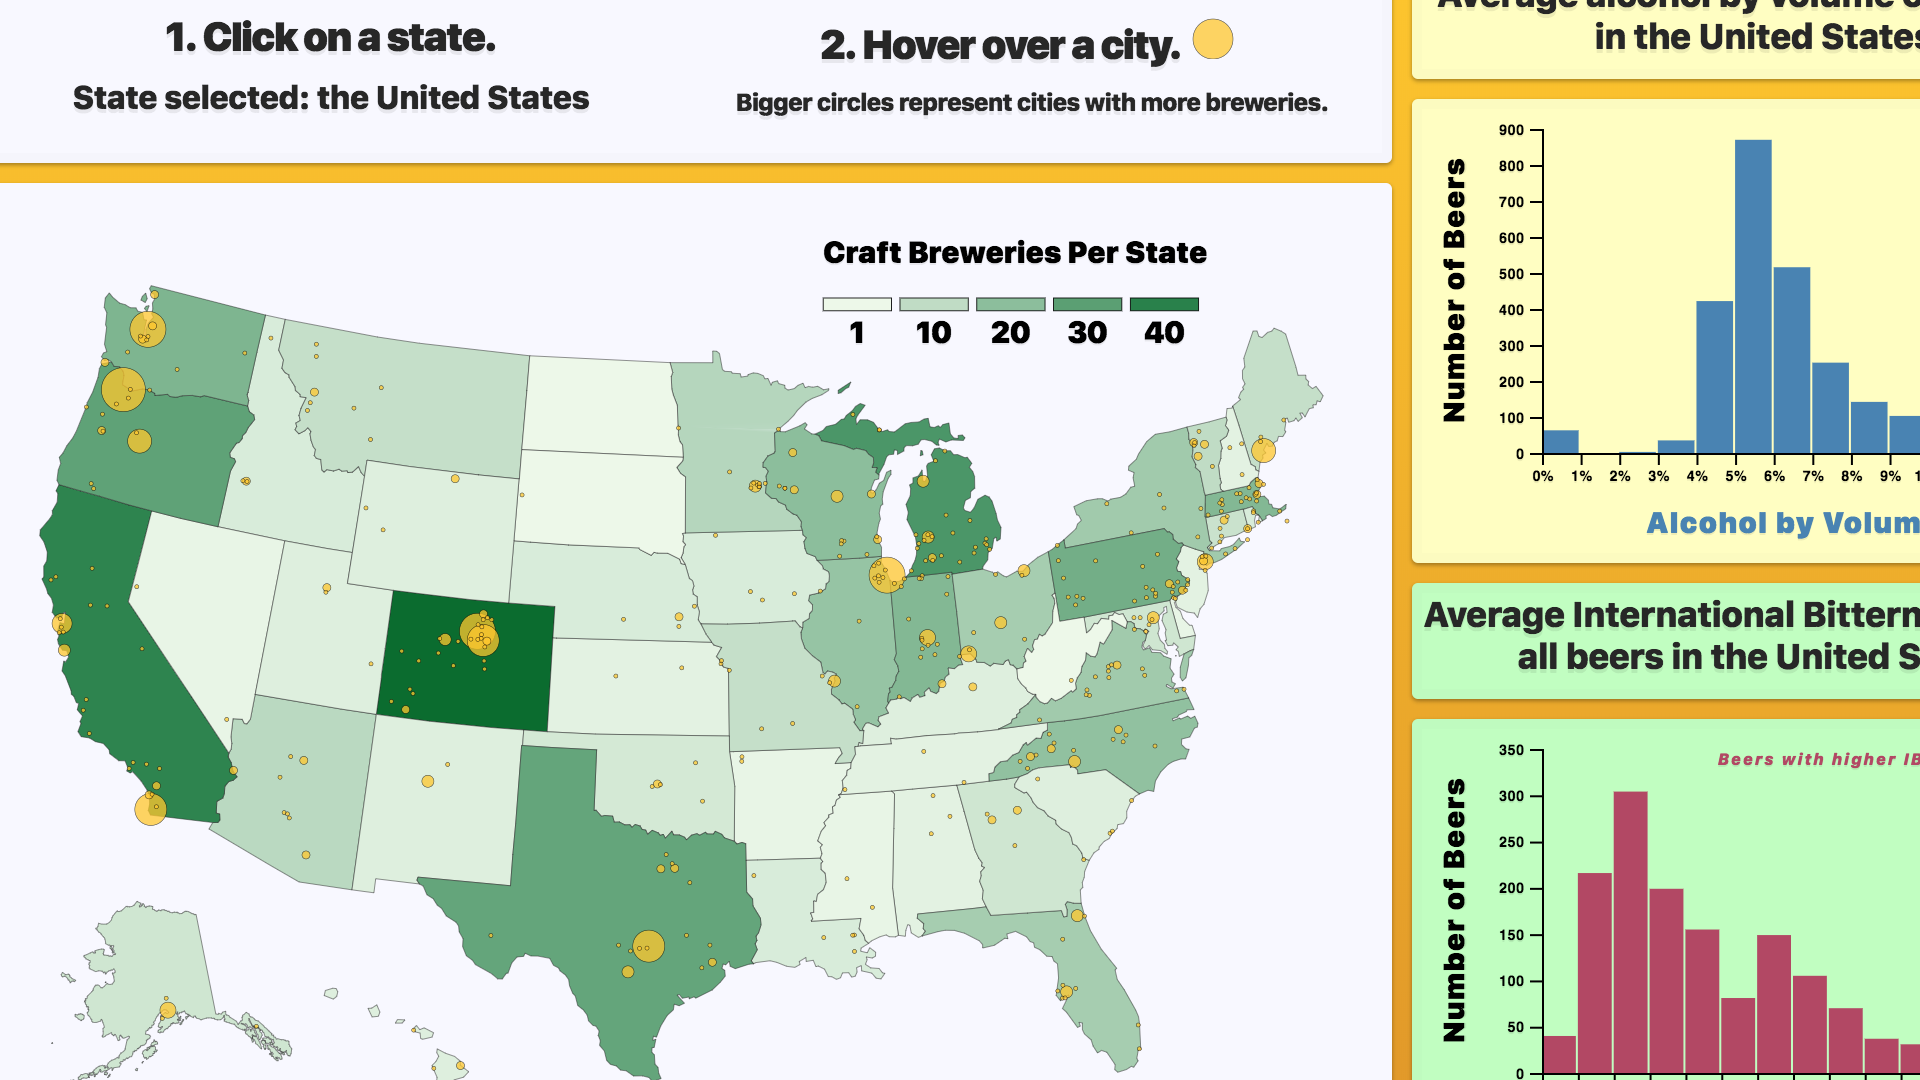 1. Click on a state.
State selected: the United States
2. Hover over a city.
Bigger circles represent cities with more breweries.
Craft Breweries Per State
1 10 20 30 40
Average alcohol by volume
in the United States
Number of Beers
900
800
700
600
500
400
300
200
100
0
0% 1% 2% 3% 4% 5% 6% 7% 8% 9%
Alcohol by Volum
Average International Bittern
all beers in the United S
Number of Beers
350
300
250
200
150
100
50
0
Beers with higher IB